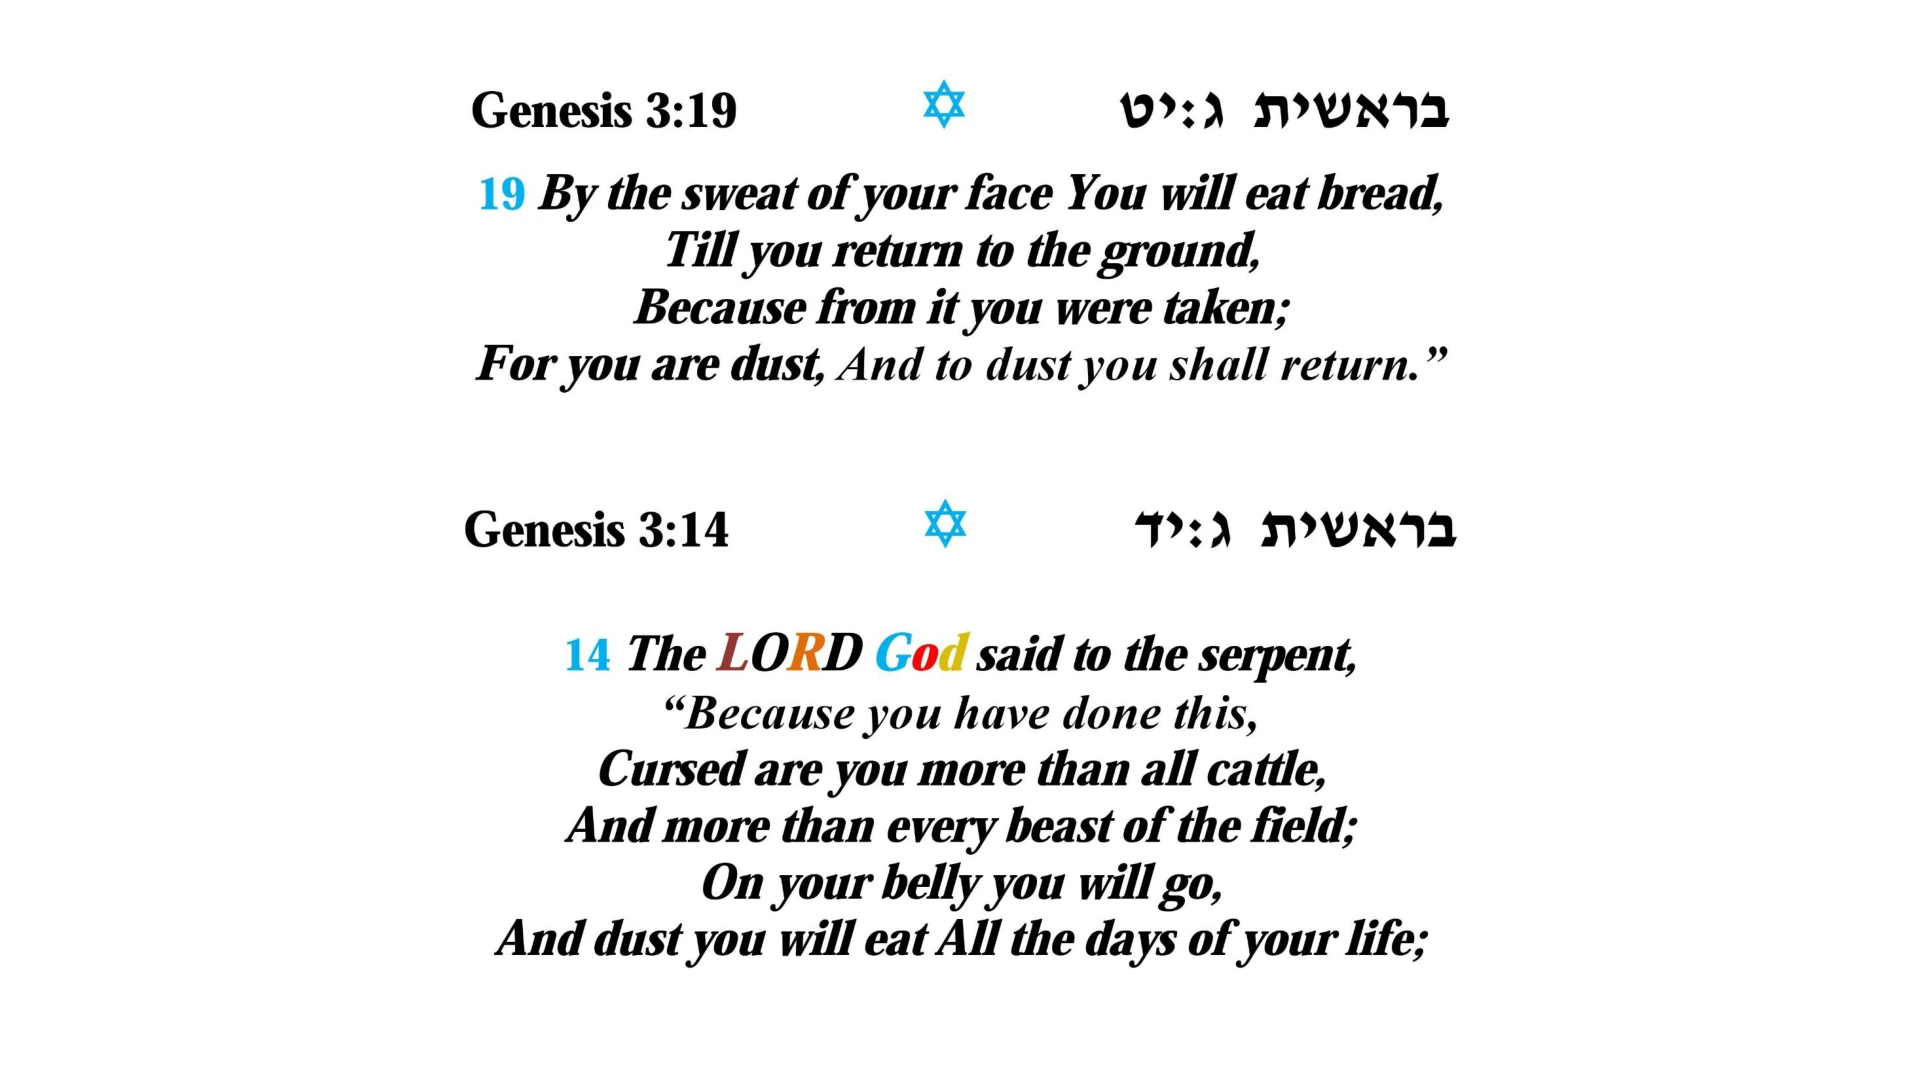 Genesis 3:19 ✡ בראשית ג:יט
19 By the sweat of your face You will eat bread,
Till you return to the ground,
Because from it you were taken;
For you are dust, And to dust you shall return.”
Genesis 3:14 ✡ בראשית ג:יד
14 The LORD God said to the serpent,
“Because you have done this,
Cursed are you more than all cattle,
And more than every beast of the field;
On your belly you will go,
And dust you will eat All the days of your life;